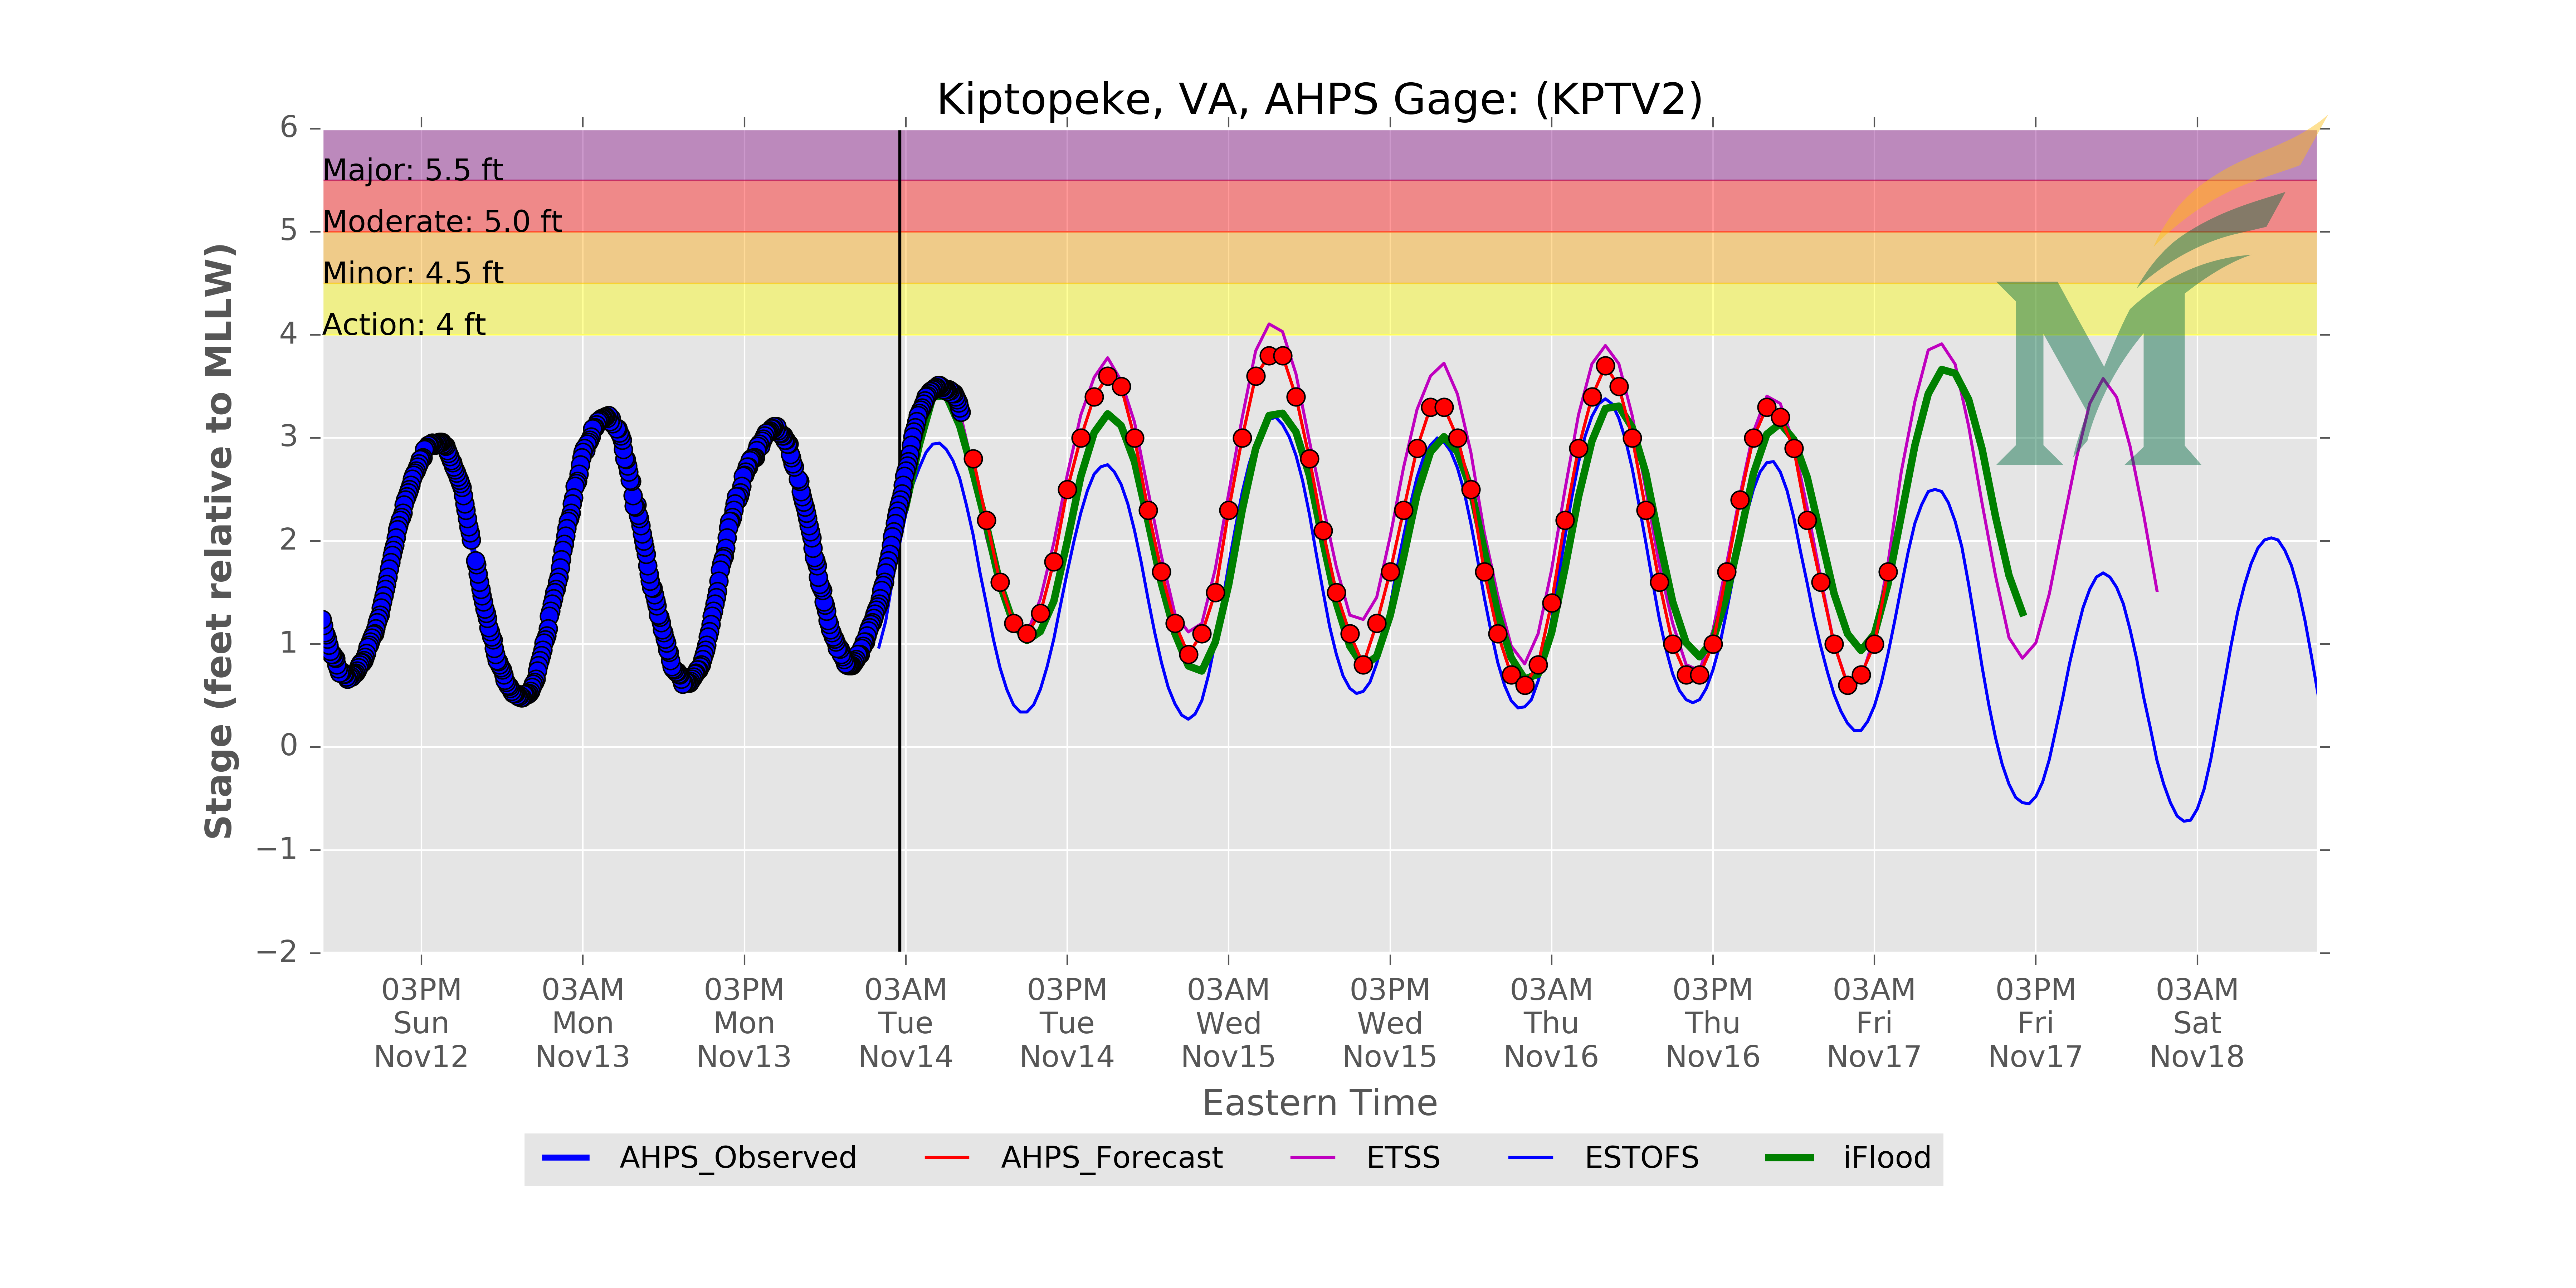 Kiptopeke, VA, AHPS Gage: (KPTV2)
6
5
4
3
2
1
0
−1
−2
Stage (feet relative to MLLW)
Major: 5.5 ft
Moderate: 5.0 ft
Minor: 4.5 ft
Action: 4 ft
M
03PM 03AM 03PM 03AM 03PM 03AM 03PM 03AM 03PM 03AM 03PM 03AM
Sun Mon Mon Tue Tue Wed Wed Thu Thu Fri Fri Sat
Nov12 Nov13 Nov13 Nov14 Nov14 Nov15 Nov15 Nov16 Nov16 Nov17 Nov17 Nov18
Eastern Time
AHPS_Observed AHPS_Forecast ETSS ESTOFS iFlood